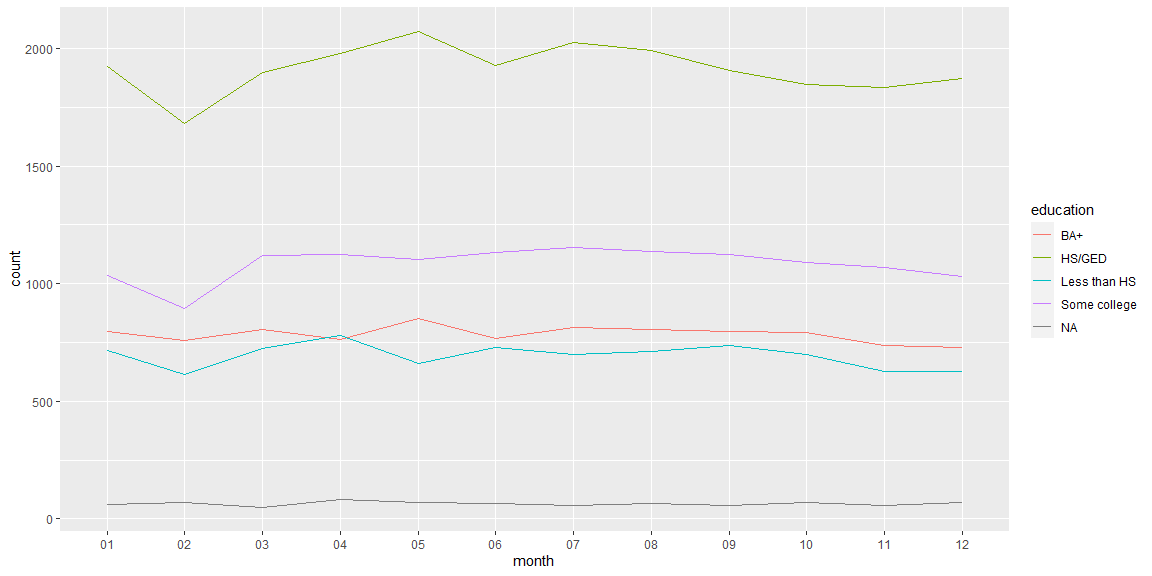 2000
1500
1000
500
0
count
01 02 03 04 05 06 07 08 09 10 11 12
month
education
BA+
HS/GED
Less than HS
Some college
NA